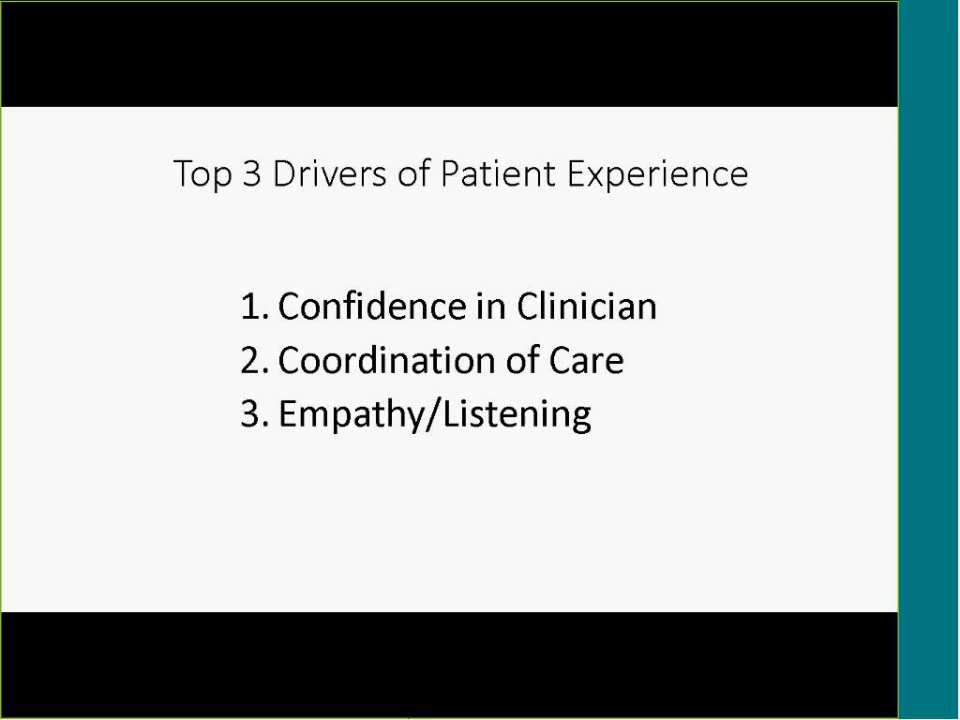 Top 3 Drivers of Patient Experience
1. Confidence in Clinician
2. Coordination of Care
3. Empathy/Listening